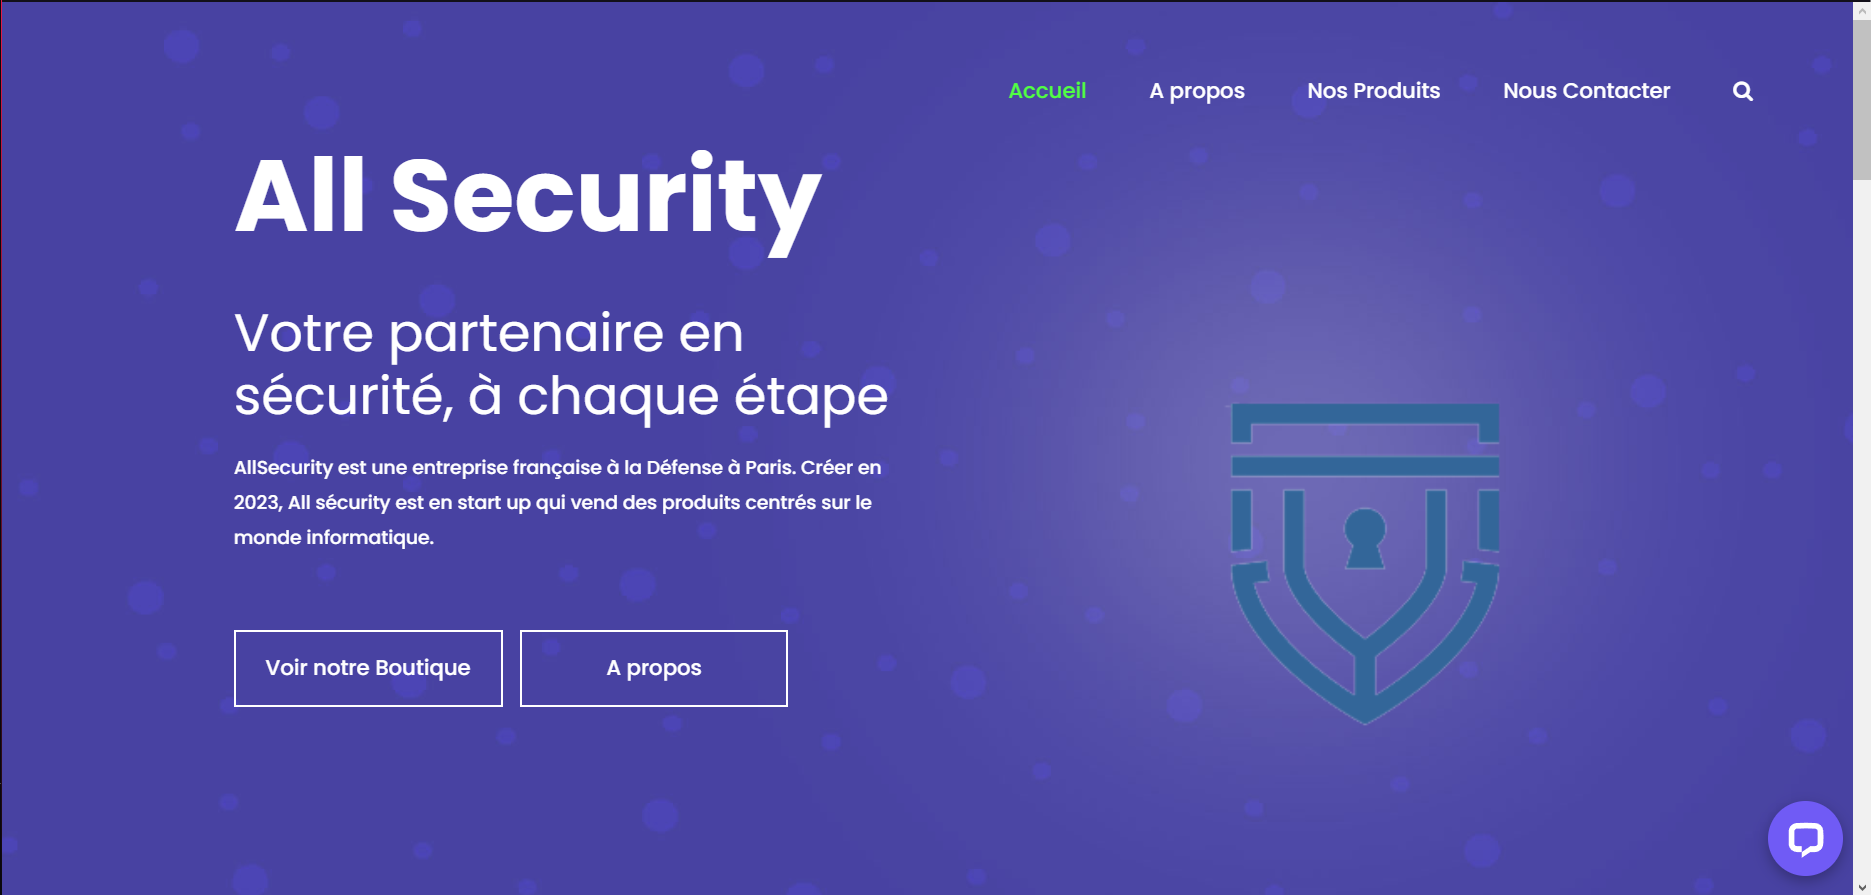 Accueil
A propos
Nos Produits
Nous Contacter
All Security
Votre partenaire en
sécurité, à chaque étape
AllSecurity est une entreprise française à la Défense à Paris. Créer en
2023, All sécurity est en start up qui vend des produits centrés sur le
monde informatique.
Voir notre Boutique
A propos